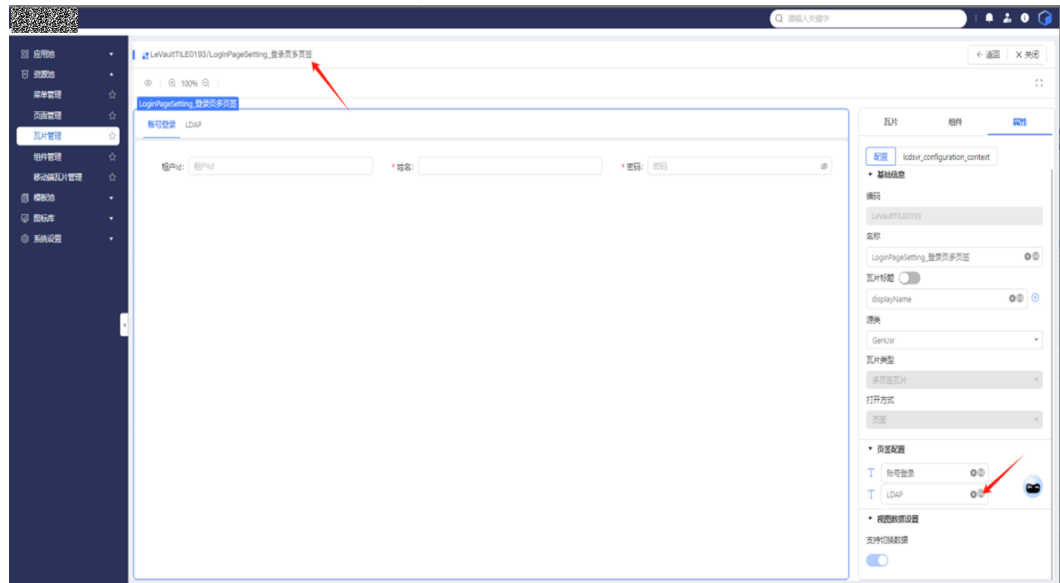 请输入关键字
应用池
资源池
菜单管理
页面管理
瓦片管理
组件管理
移动端瓦片管理
模板池
图标库
系统设置
LeVaultTILE0193/LoginPageSetting_登录页多页签
返回
关闭
100%
LoginPageSetting_登录页多页签
账号登录 LDAP
租户id: 租户id
* 姓名:
* 密码: 密码
瓦片 组件 属性
配置 lcdsvr_configuration_context
基础信息
编码
LeVaultTILE0193
名称
LoginPageSetting_登录页多页签
瓦片标题
displayName
源类
GenUsr
瓦片类型
多页签瓦片
打开方式
页面
页签配置
账号登录
LDAP
视图数据设置
支持切换数据